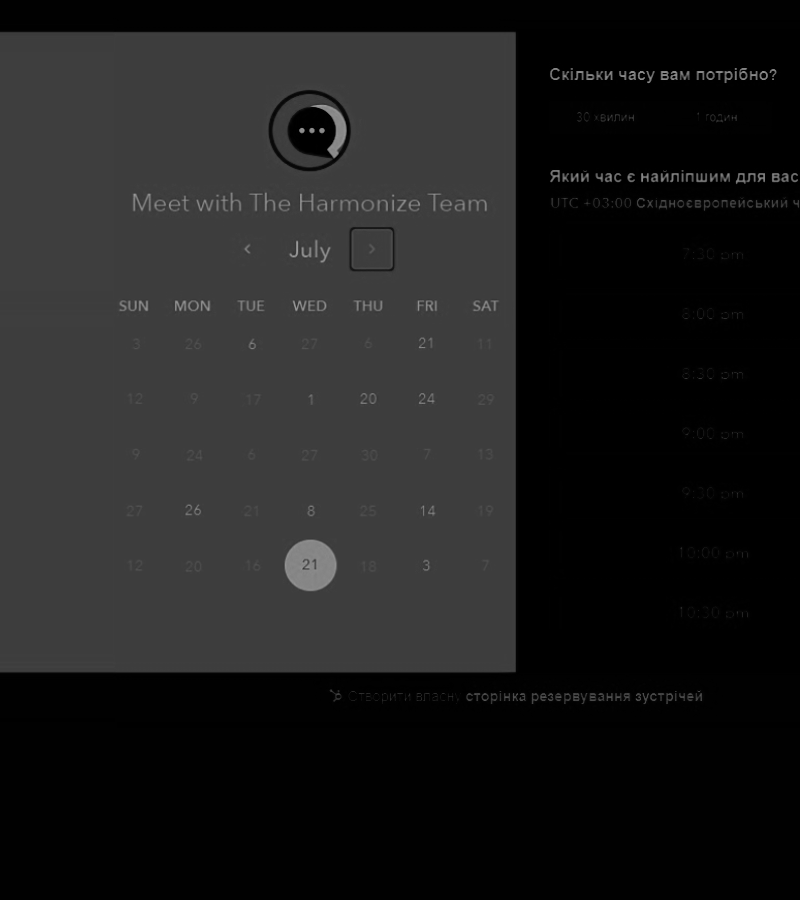 Meet with The Harmonize Team
July
SUN MON TUE WED THU FRI SAT
3 26 6 27 6 21 11
12 9 17 1 20 24 29
9 24 6 27 30 7 13
27 26 21 8 25 14 19
12 20 16 21 18 3 7
Скільки часу вам потрібно?
30 хвилин 1 годин
Який час є найліпшим для вас
UTC +03:00 Східноєвропейський ч
7:30 pm
8:00 pm
8:30 pm
9:00 pm
9:30 pm
10:00 pm
10:30 pm
Створити власну сторінка резервування зустрічей